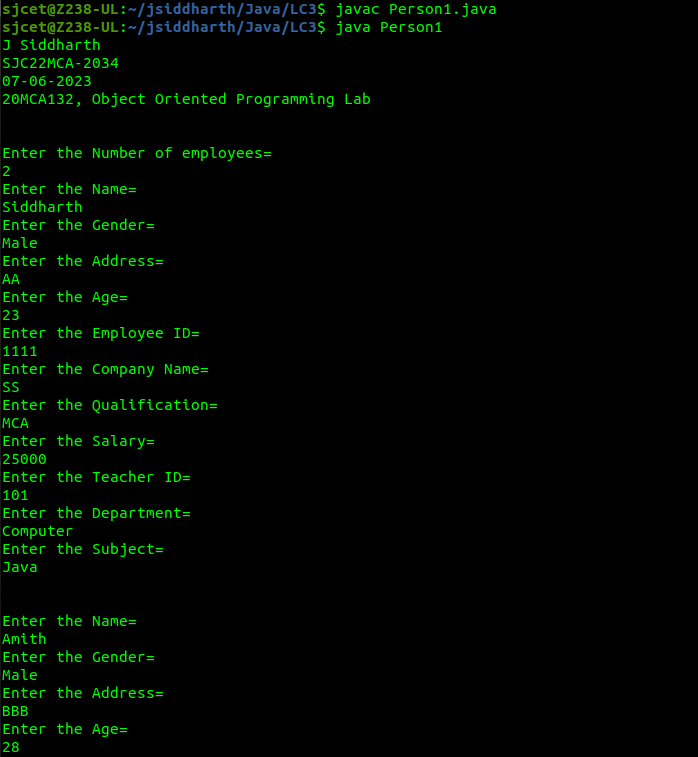 sjcet@Z238-UL:~/jsiddharth/Java/LC3$ javac Person1.java
sjcet@Z238-UL:~/jsiddharth/Java/LC3$ java Person1
J Siddharth
SJC22MCA-2034
07-06-2023
20MCA132, Object Oriented Programming Lab
Enter the Number of employees=
2
Enter the Name=
Siddharth
Enter the Gender=
Male
Enter the Address=
AA
Enter the Age=
23
Enter the Employee ID=
1111
Enter the Company Name=
SS
Enter the Qualification=
MCA
Enter the Salary=
25000
Enter the Teacher ID=
101
Enter the Department=
Computer
Enter the Subject=
Java
Enter the Name=
Amith
Enter the Gender=
Male
Enter the Address=
BBB
Enter the Age=
28